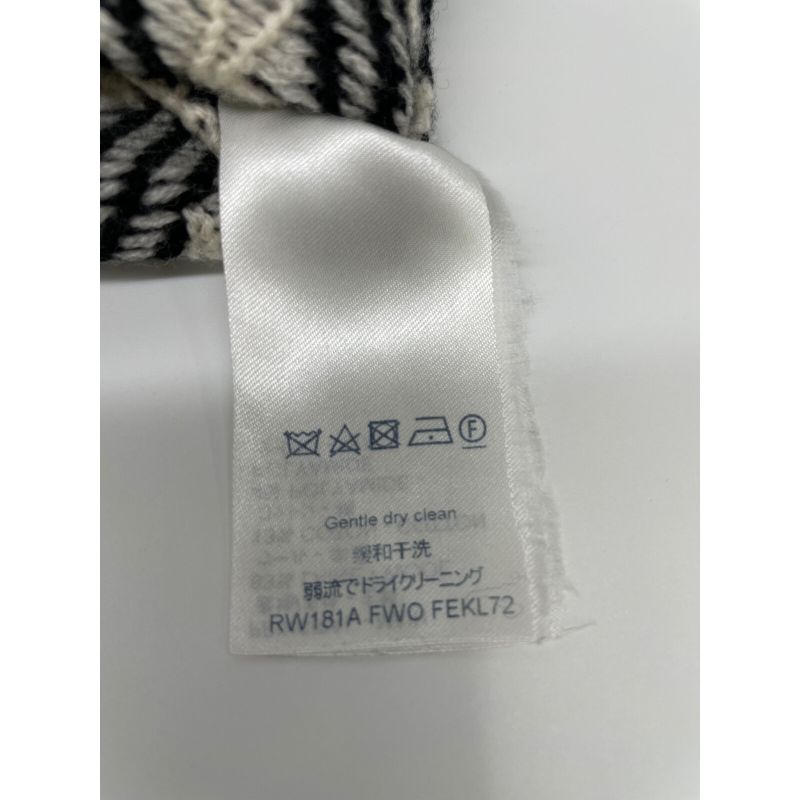 F
Gentle dry clean
缓和干洗
弱流でドライクリーニング
RW181A FWO FEKL72